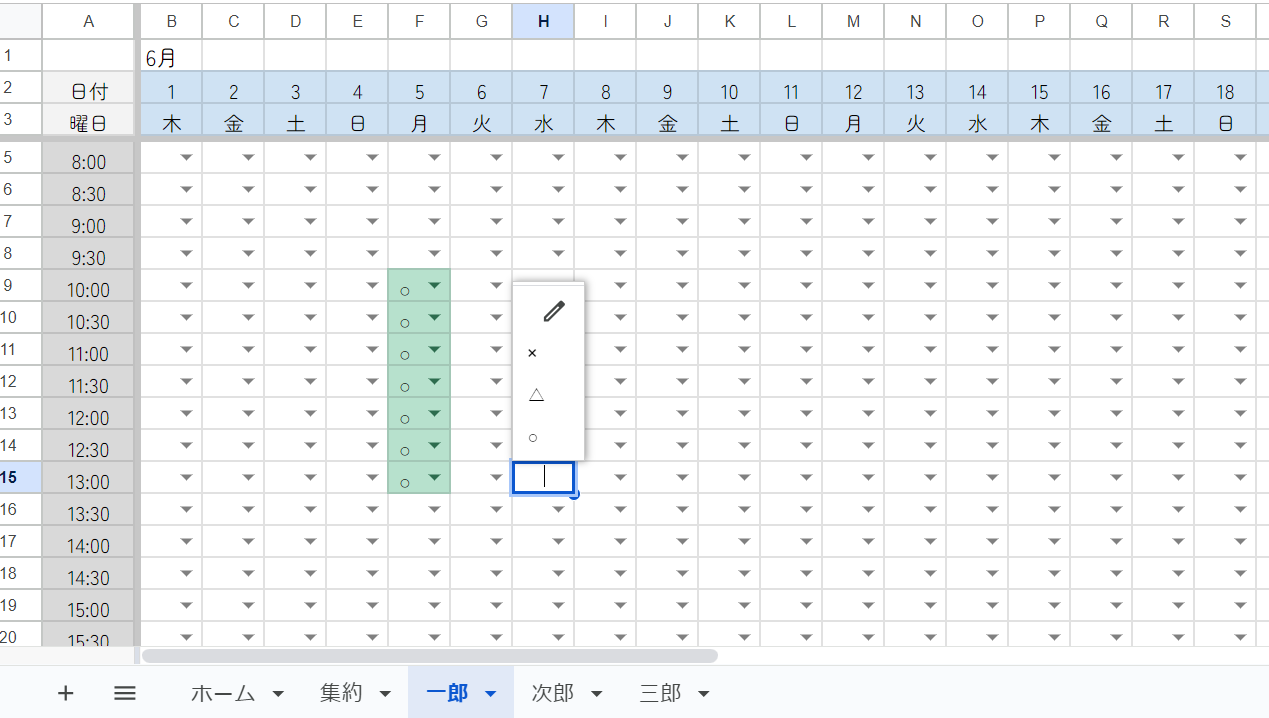 A B C D E F G H I J K L M N O P Q R S
1 6月
2 日付 1 2 3 4 5 6 7 8 9 10 11 12 13 14 15 16 17 18
3 曜日 木 金 土 日 月 火 水 木 金 土 日 月 火 水 木 金 土 日
5 8:00
6 8:30
7 9:00
8 9:30
9 10:00 ○
10 10:30 ○
11 11:00 ○ ×
12 11:30 ○ △
13 12:00 ○
14 12:30 ○ ○
15 13:00 ○
16 13:30
17 14:00
18 14:30
19 15:00
20 15:30
ホーム 集約 一郎 次郎 三郎